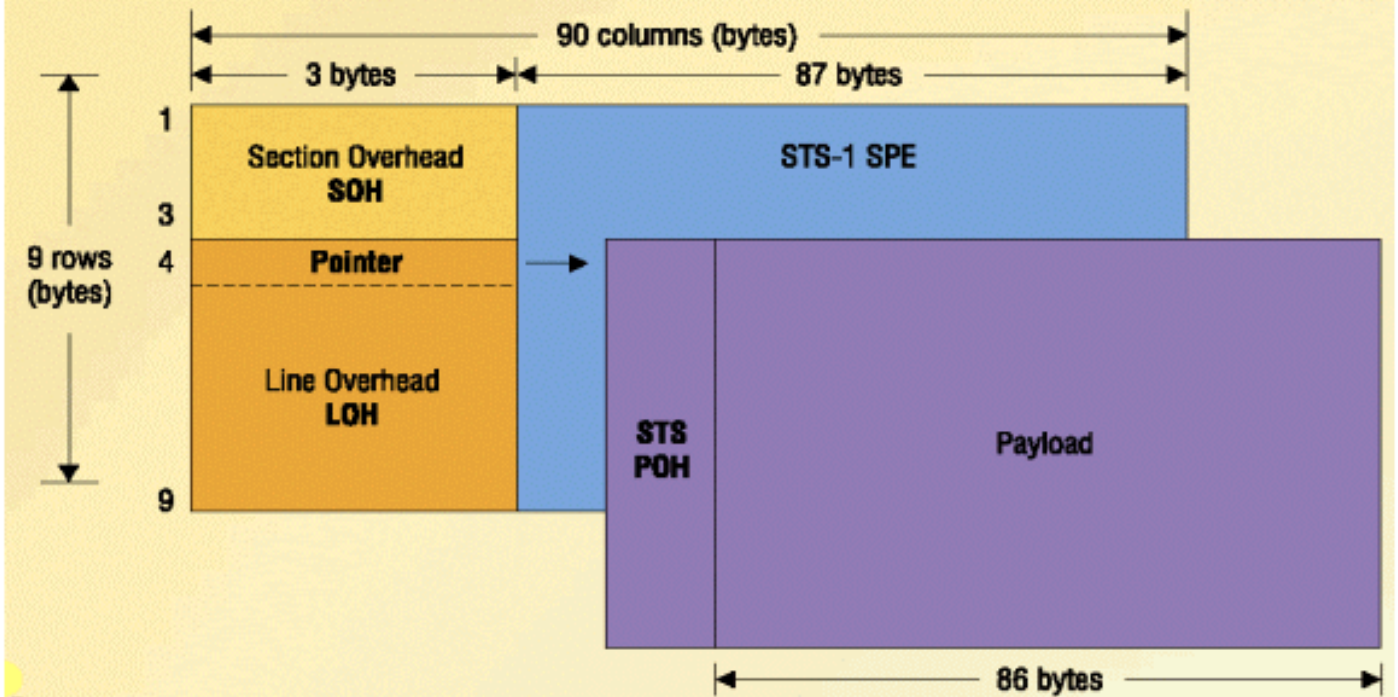 90 columns (bytes)
3 bytes
87 bytes
1
Section Overhead
SOH
STS-1 SPE
3
9 rows
(bytes)
4
Pointer
Line Overhead
LOH
STS
POH
Payload
9
86 bytes